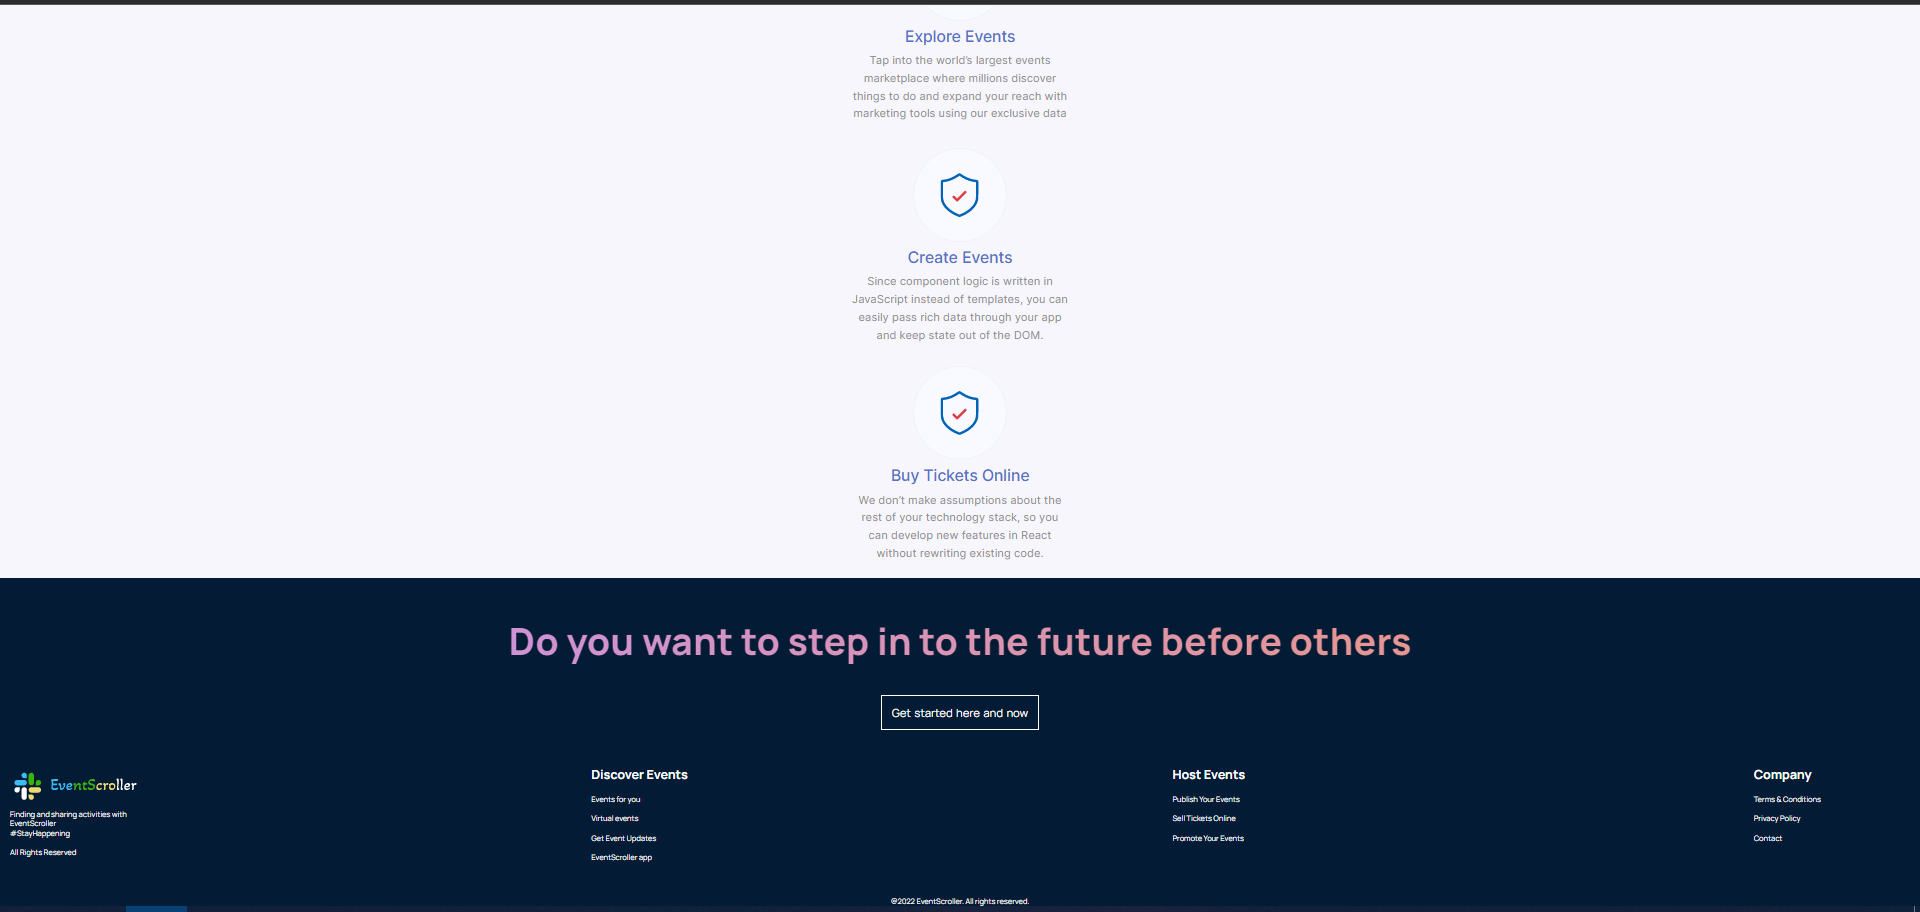 Explore Events
Tap into the world's largest events
marketplace where millions discover
things to do and expand your reach with
marketing tools using our exclusive data
Create Events
Since component logic is written in
JavaScript instead of templates, you can
easily pass rich data through your app
and keep state out of the DOM.
Buy Tickets Online
We don't make assumptions about the
rest of your technology stack, so you
can develop new features in React
without rewriting existing code.
Do you want to step in to the future before others
Get started here and now
EventScroller
Finding and sharing activities with
EventScroller
#StayHappening
All Rights Reserved
Discover Events
Events for you
Virtual events
Get Event Updates
EventScroller app
Host Events
Publish Your Events
Sell Tickets Online
Promote Your Events
Company
Terms & Conditions
Privacy Policy
Contact
@2022 EventScroller. All rights reserved.